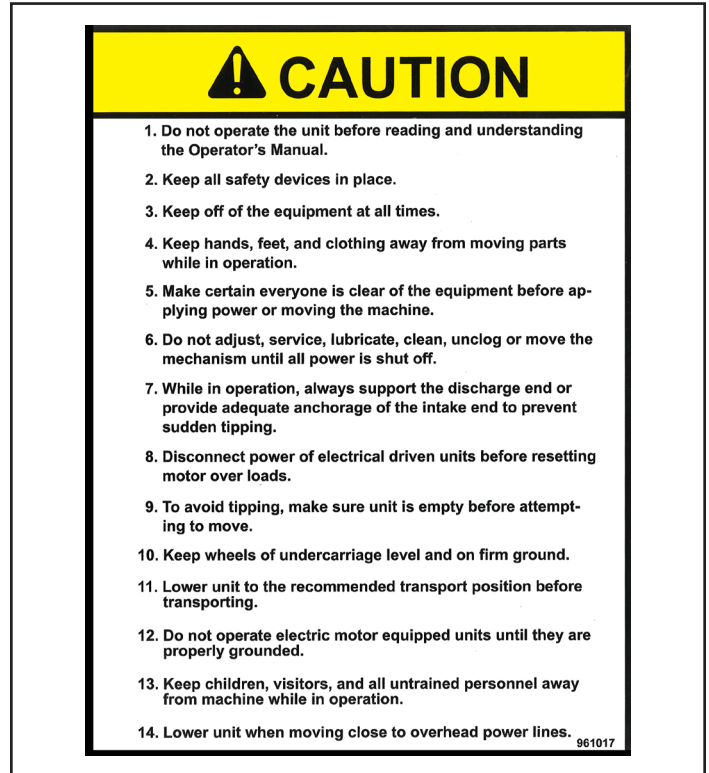 CAUTION
1. Do not operate the unit before reading and understanding
the Operator's Manual.
2. Keep all safety devices in place.
3. Keep off of the equipment at all times.
4. Keep hands, feet, and clothing away from moving parts
while in operation.
5. Make certain everyone is clear of the equipment before ap-
plying power or moving the machine.
6. Do not adjust, service, lubricate, clean, unclog or move the
mechanism until all power is shut off.
7. While in operation, always support the discharge end or
provide adequate anchorage of the intake end to prevent
sudden tipping.
8. Disconnect power of electrical driven units before resetting
motor over loads.
9. To avoid tipping, make sure unit is empty before attempt-
ing to move.
10. Keep wheels of undercarriage level and on firm ground.
11. Lower unit to the recommended transport position before
transporting.
12. Do not operate electric motor equipped units until they are
properly grounded.
13. Keep children, visitors, and all untrained personnel away
from machine while in operation.
14. Lower unit when moving close to overhead power lines.
961017